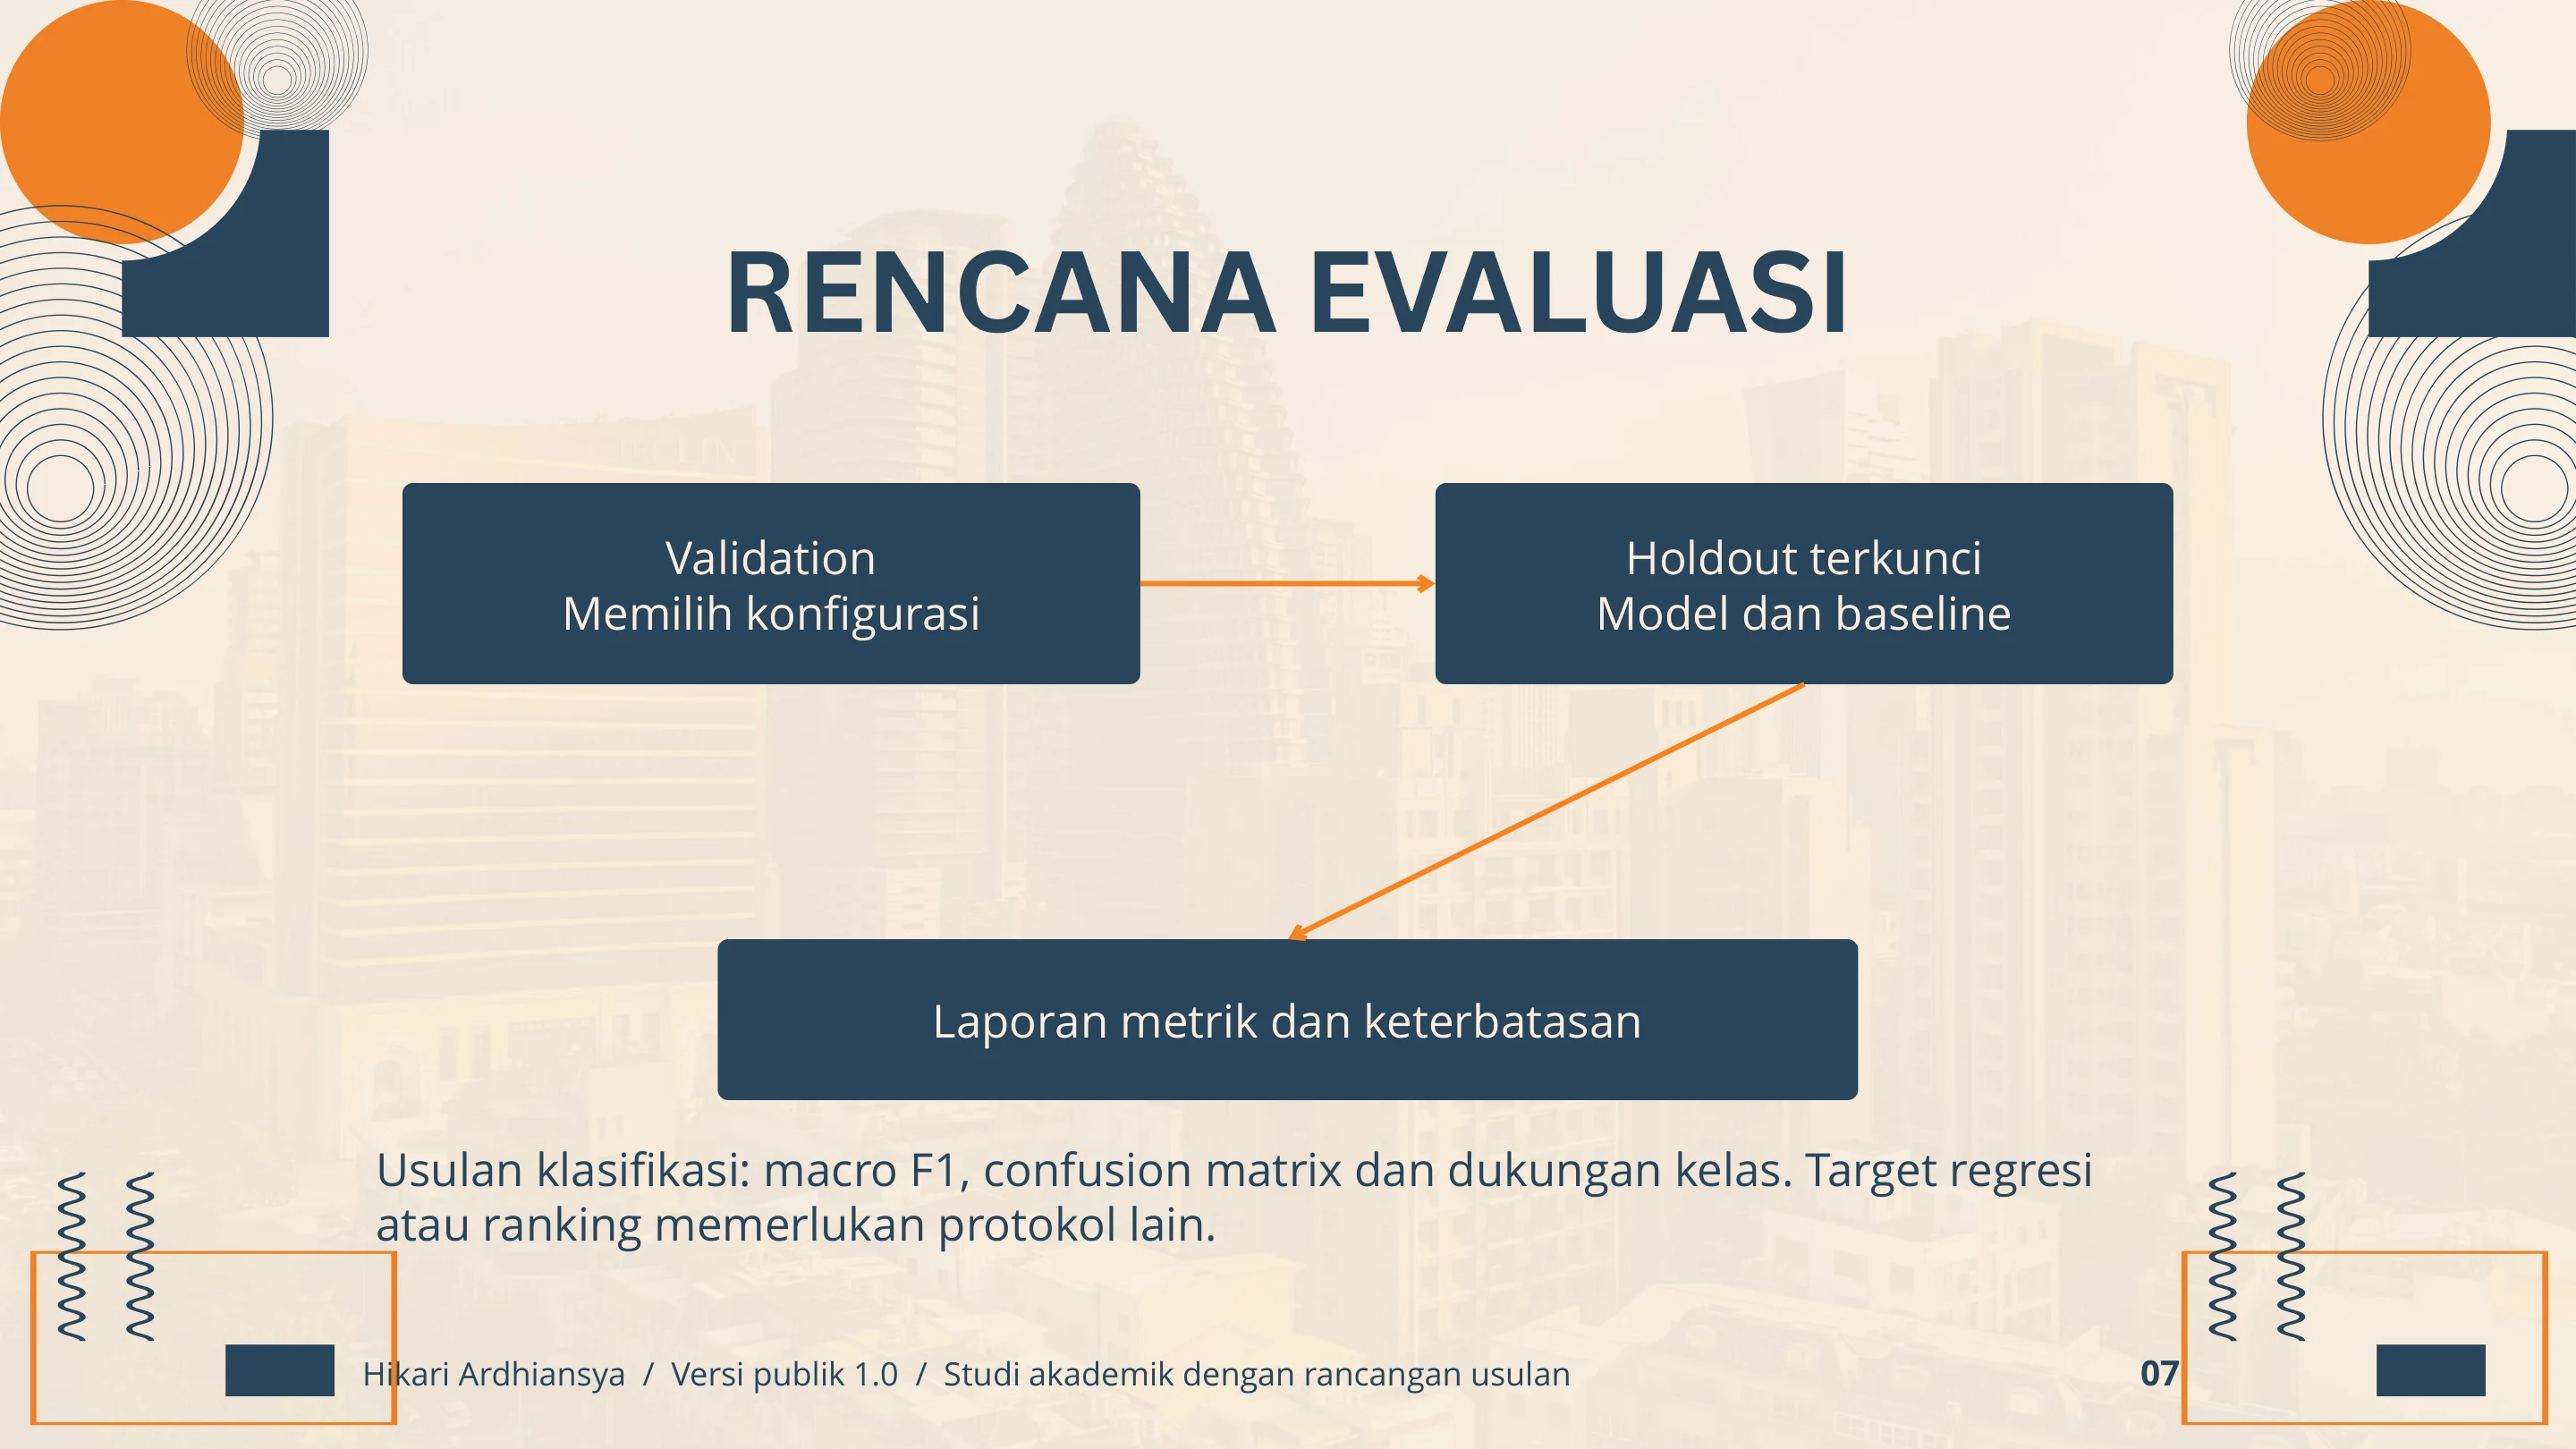 RENCANA EVALUASI
Validation
Memilih konfigurasi
Holdout terkunci
Model dan baseline
Laporan metrik dan keterbatasan
Usulan klasifikasi: macro F1, confusion matrix dan dukungan kelas. Target regresi
atau ranking memerlukan protokol lain.
Hikari Ardhiansya / Versi publik 1.0 / Studi akademik dengan rancangan usulan
07